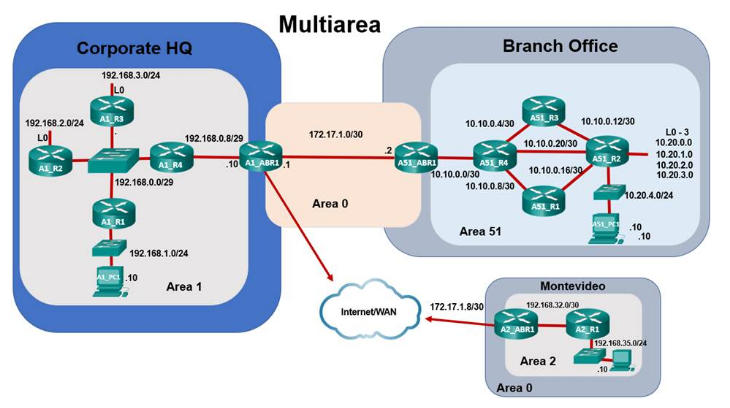 Multiarea
Corporate HQ
192.168.3.0/24
L0
A1_R3
192.168.2.0/24
L0
A1_R2
A1_R4
192.168.0.8/29
.10
A1_ABR1
.1
192.168.0.0/29
A1_R1
192.168.1.0/24
A1_PC1
.10
Area 1
172.17.1.0/30
.2
Area 0
Branch Office
A51_ABR1
10.10.0.0/30
A51_R4
10.10.0.4/30
A51_R3
10.10.0.12/30
10.10.0.20/30
A51_R2
10.10.0.16/30
10.10.0.8/30
A51_R1
L0 - 3
10.20.0.0
10.20.1.0
10.20.2.0
10.20.3.0
10.20.4.0/24
A51_PC1
.10
.10
Area 51
Internet/WAN
172.17.1.8/30
Montevideo
192.168.32.0/30
A2_ABR1
A2_R1
192.168.35.0/24
.10
Area 2
Area 0